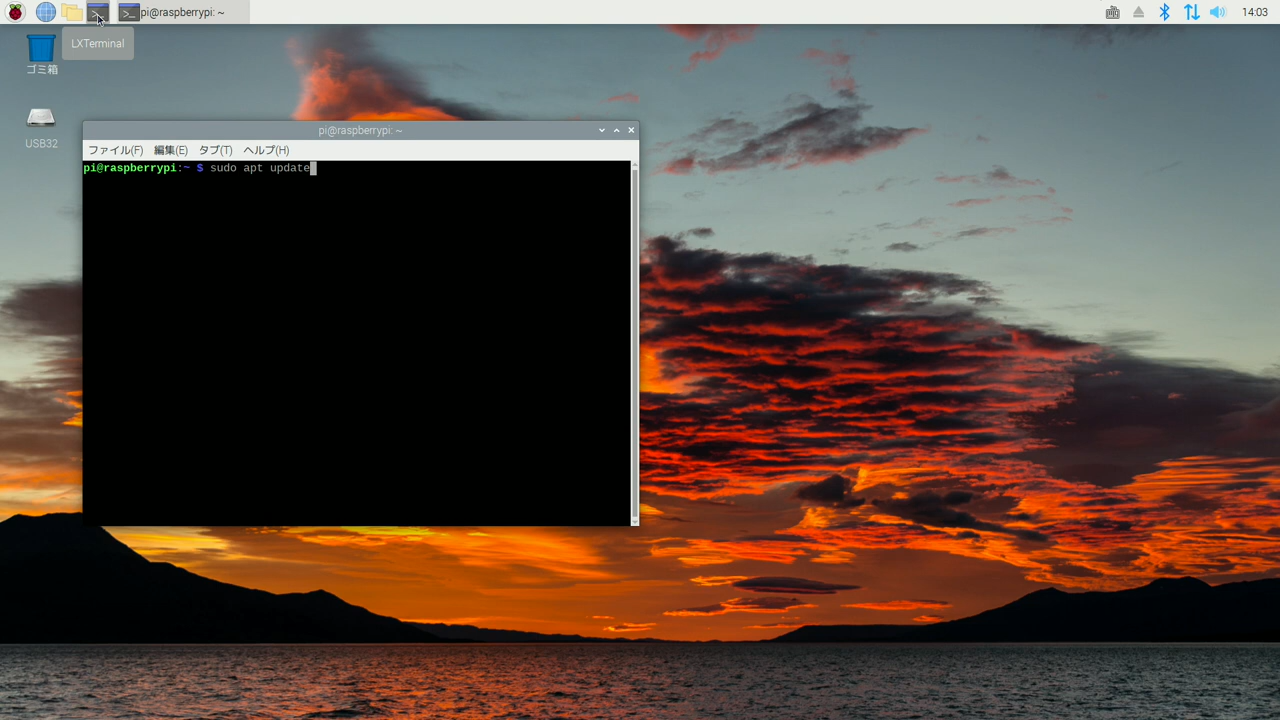 pi@raspberrypi: ~
14:03
LXTerminal
ゴミ箱
USB32
pi@raspberrypi: ~
ファイル(F) 編集(E) タブ(T) ヘルプ(H)
pi@raspberrypi:~ $ sudo apt update